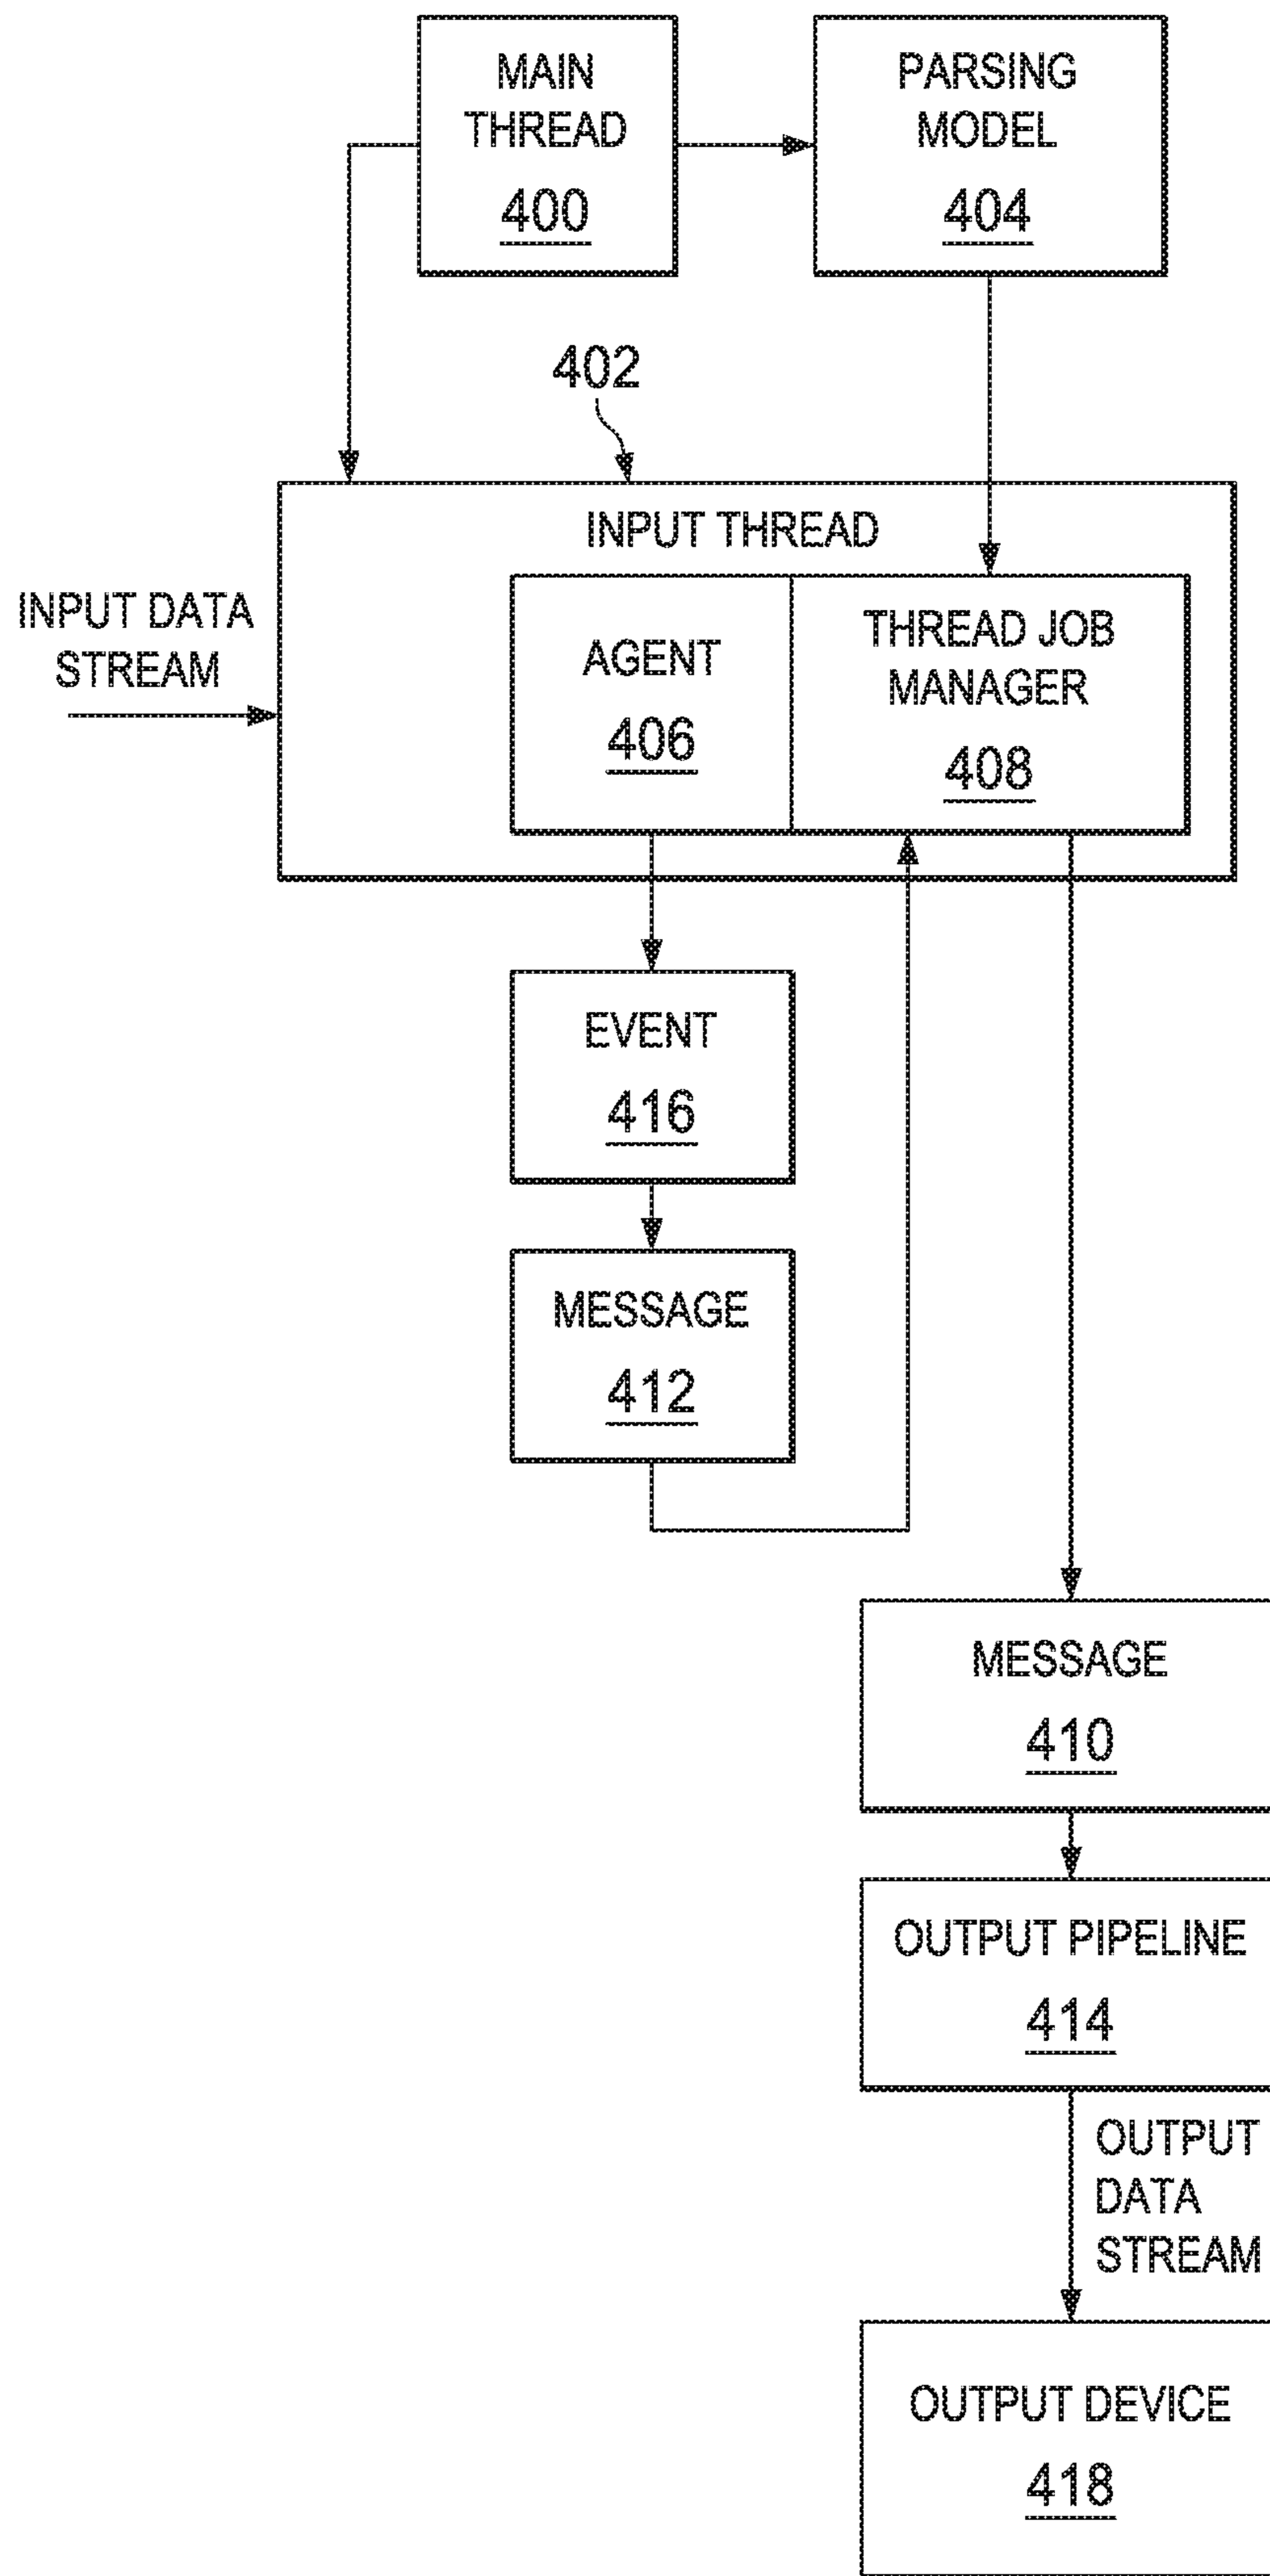 MAIN
THREAD
400
PARSING
MODEL
404
402
INPUT THREAD
INPUT DATA
STREAM
AGENT
406
THREAD JOB
MANAGER
408
EVENT
416
MESSAGE
412
MESSAGE
410
OUTPUT PIPELINE
414
OUTPUT
DATA
STREAM
OUTPUT DEVICE
418